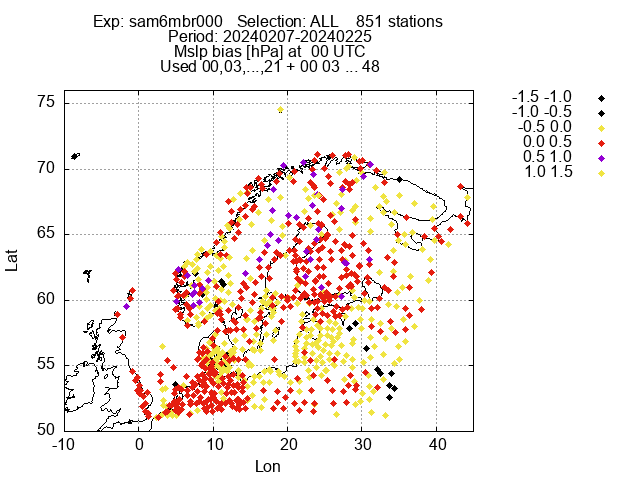 Exp: sam6mbr000 Selection: ALL 851 stations
Period: 20240207-20240225
Mslp bias [hPa] at 00 UTC
Used 00,03,...,21 + 00 03 ... 48
-1.5 -1.0
-1.0 -0.5
-0.5 0.0
0.0 0.5
0.5 1.0
1.0 1.5
75
70
65
60
55
50
Lat
-10 0 10 20 30 40
Lon